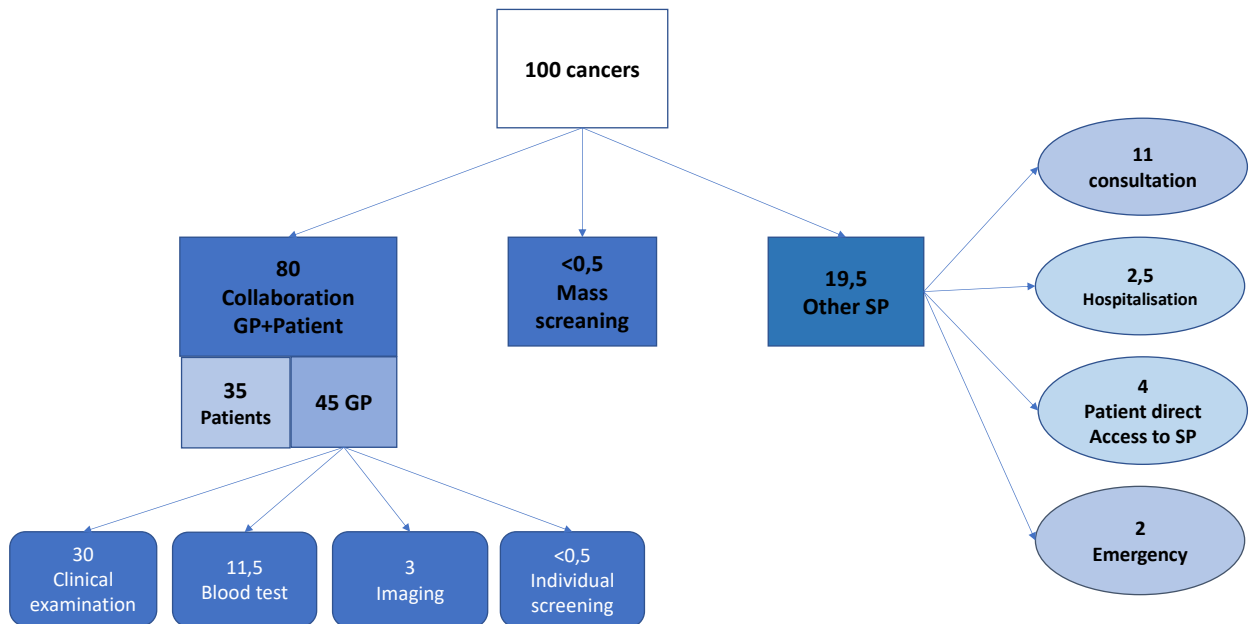 100 cancers
80
Collaboration
GP+Patient
35
Patients
45 GP
<0,5
Mass
screaning
19,5
Other SP
11
consultation
2,5
Hospitalisation
4
Patient direct
Access to SP
2
Emergency
30
Clinical
examination
11,5
Blood test
3
Imaging
<0,5
Individual
screening